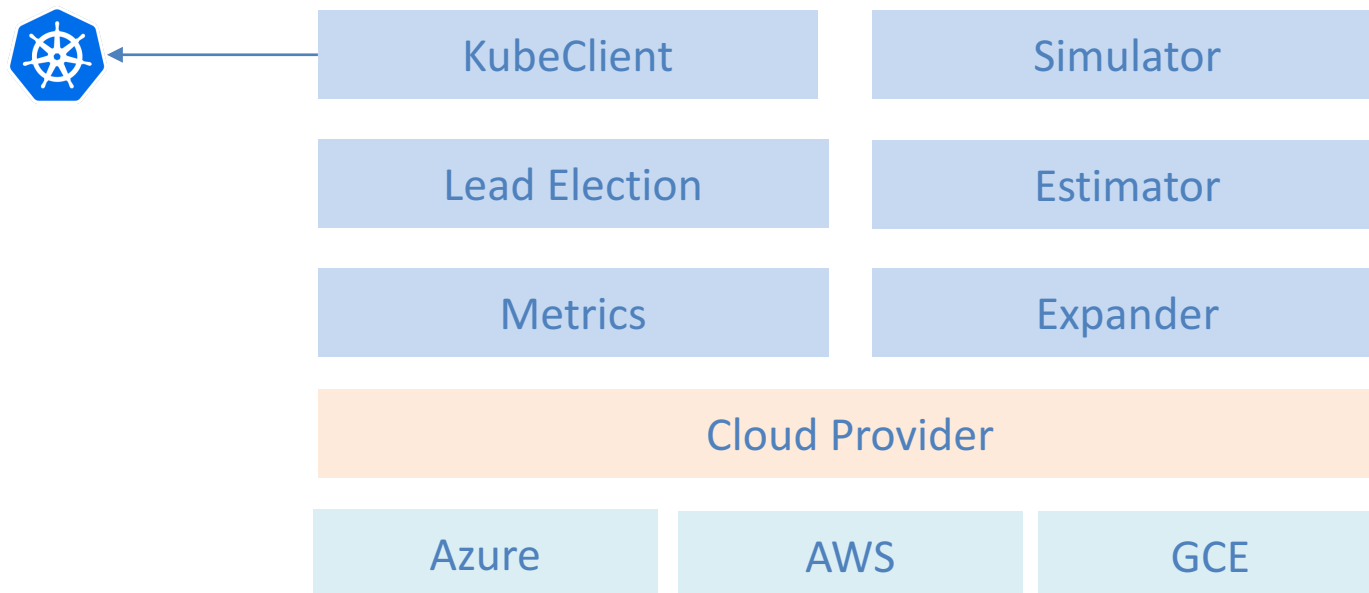 KubeClient
Simulator
Lead Election
Estimator
Metrics
Expander
Cloud Provider
Azure
AWS
GCE